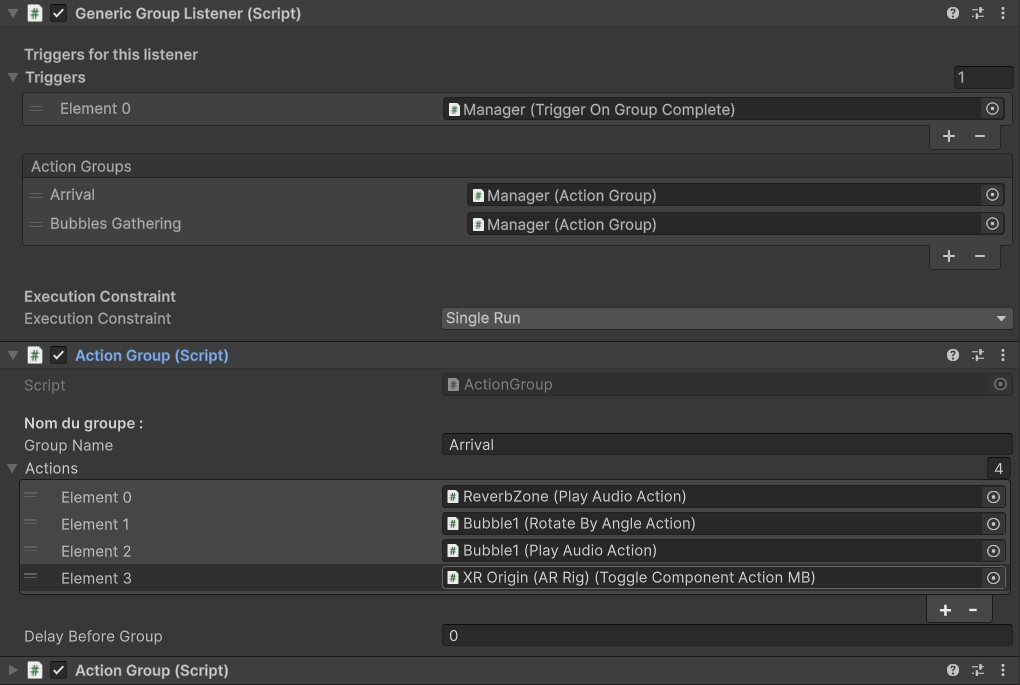 Generic Group Listener (Script)
Triggers for this listener
Triggers 1
Element 0 Manager (Trigger On Group Complete)
+ −
Action Groups
Arrival Manager (Action Group)
Bubbles Gathering Manager (Action Group)
+ −
Execution Constraint
Execution Constraint Single Run
Action Group (Script)
Script ActionGroup
Nom du groupe :
Group Name Arrival
Actions 4
Element 0 ReverbZone (Play Audio Action)
Element 1 Bubble1 (Rotate By Angle Action)
Element 2 Bubble1 (Play Audio Action)
Element 3 XR Origin (AR Rig) (Toggle Component Action MB)
+ −
Delay Before Group 0
Action Group (Script)